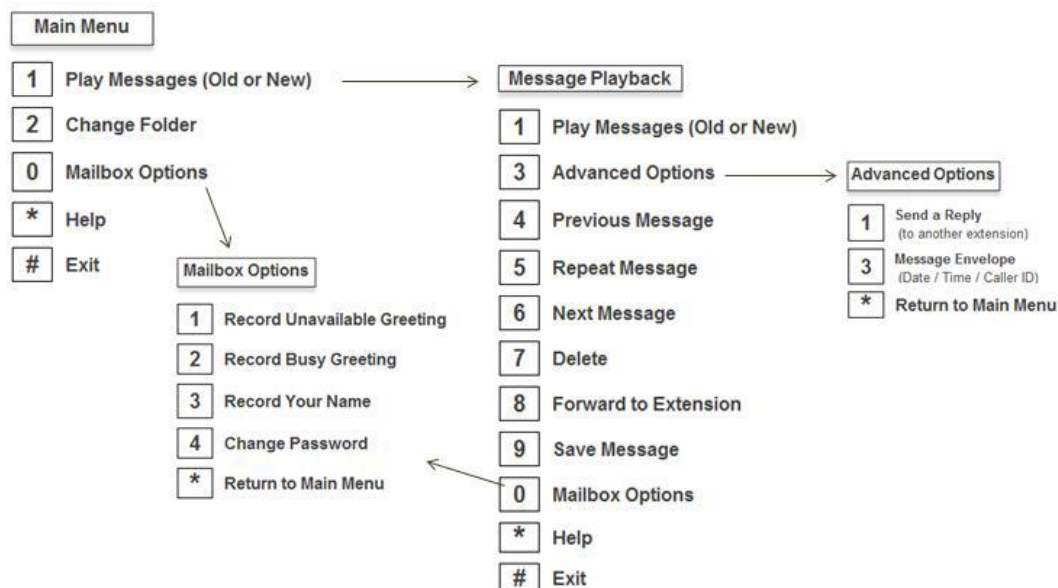 Main Menu
1 Play Messages (Old or New)
2 Change Folder
0 Mailbox Options
* Help
# Exit
Mailbox Options
1 Record Unavailable Greeting
2 Record Busy Greeting
3 Record Your Name
4 Change Password
* Return to Main Menu
Message Playback
1 Play Messages (Old or New)
3 Advanced Options
4 Previous Message
5 Repeat Message
6 Next Message
7 Delete
8 Forward to Extension
9 Save Message
0 Mailbox Options
* Help
# Exit
Advanced Options
1 Send a Reply
(to another extension)
3 Message Envelope
(Date / Time / Caller ID)
* Return to Main Menu